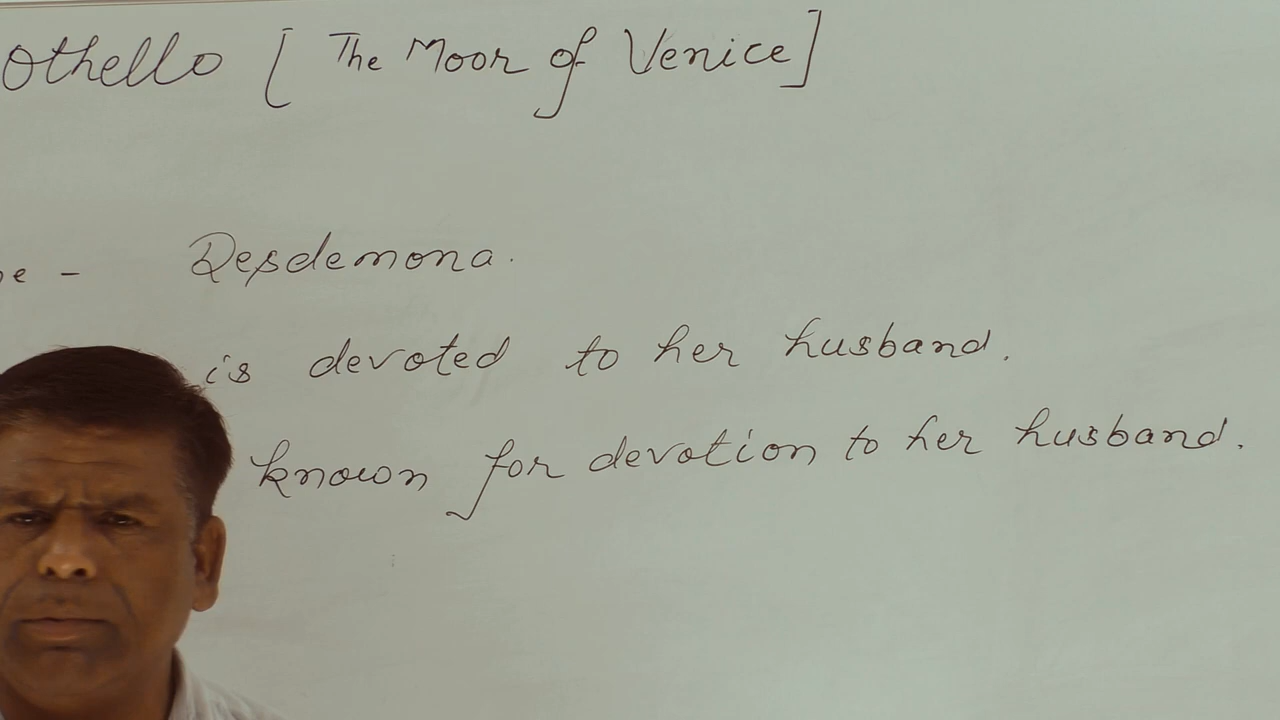 Othello [ The Moor of Venice ]
- Desdemona.
is devoted to her husband.
known for devotion to her husband.